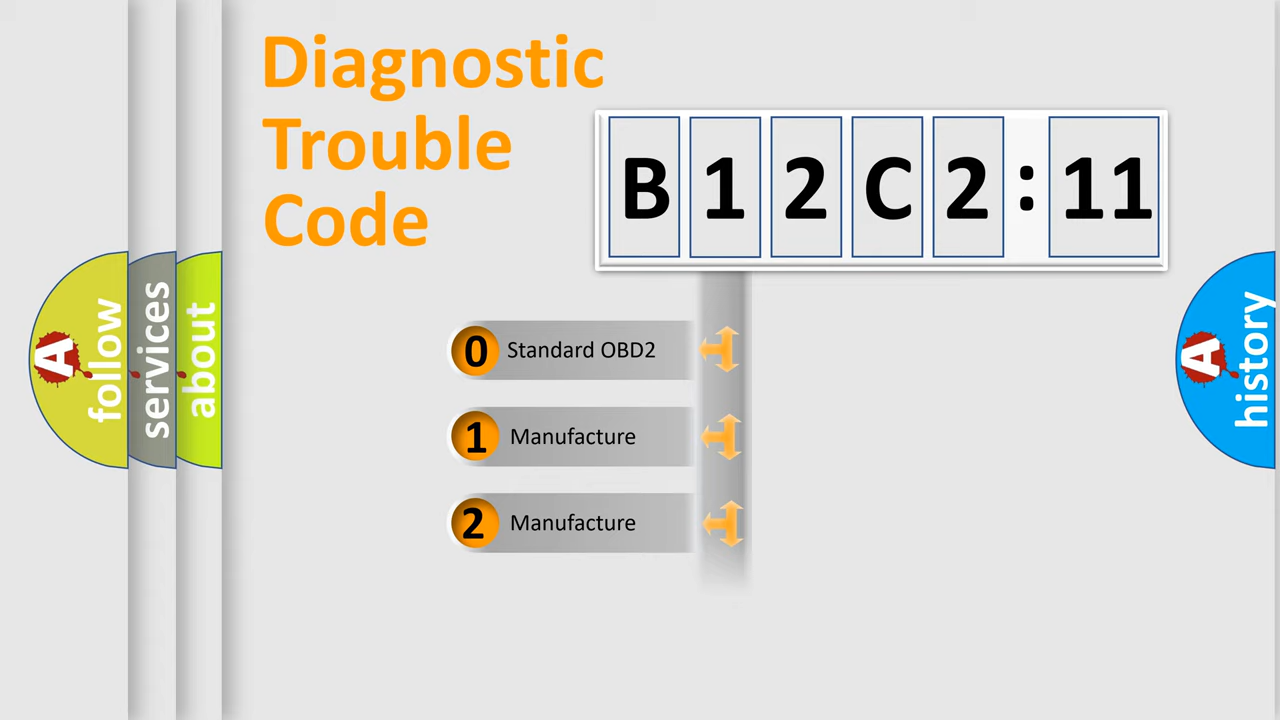 Diagnostic
Trouble
Code
B 1 2 C 2 : 11
0 Standard OBD2
1 Manufacture
2 Manufacture
A follow
services
about
A history